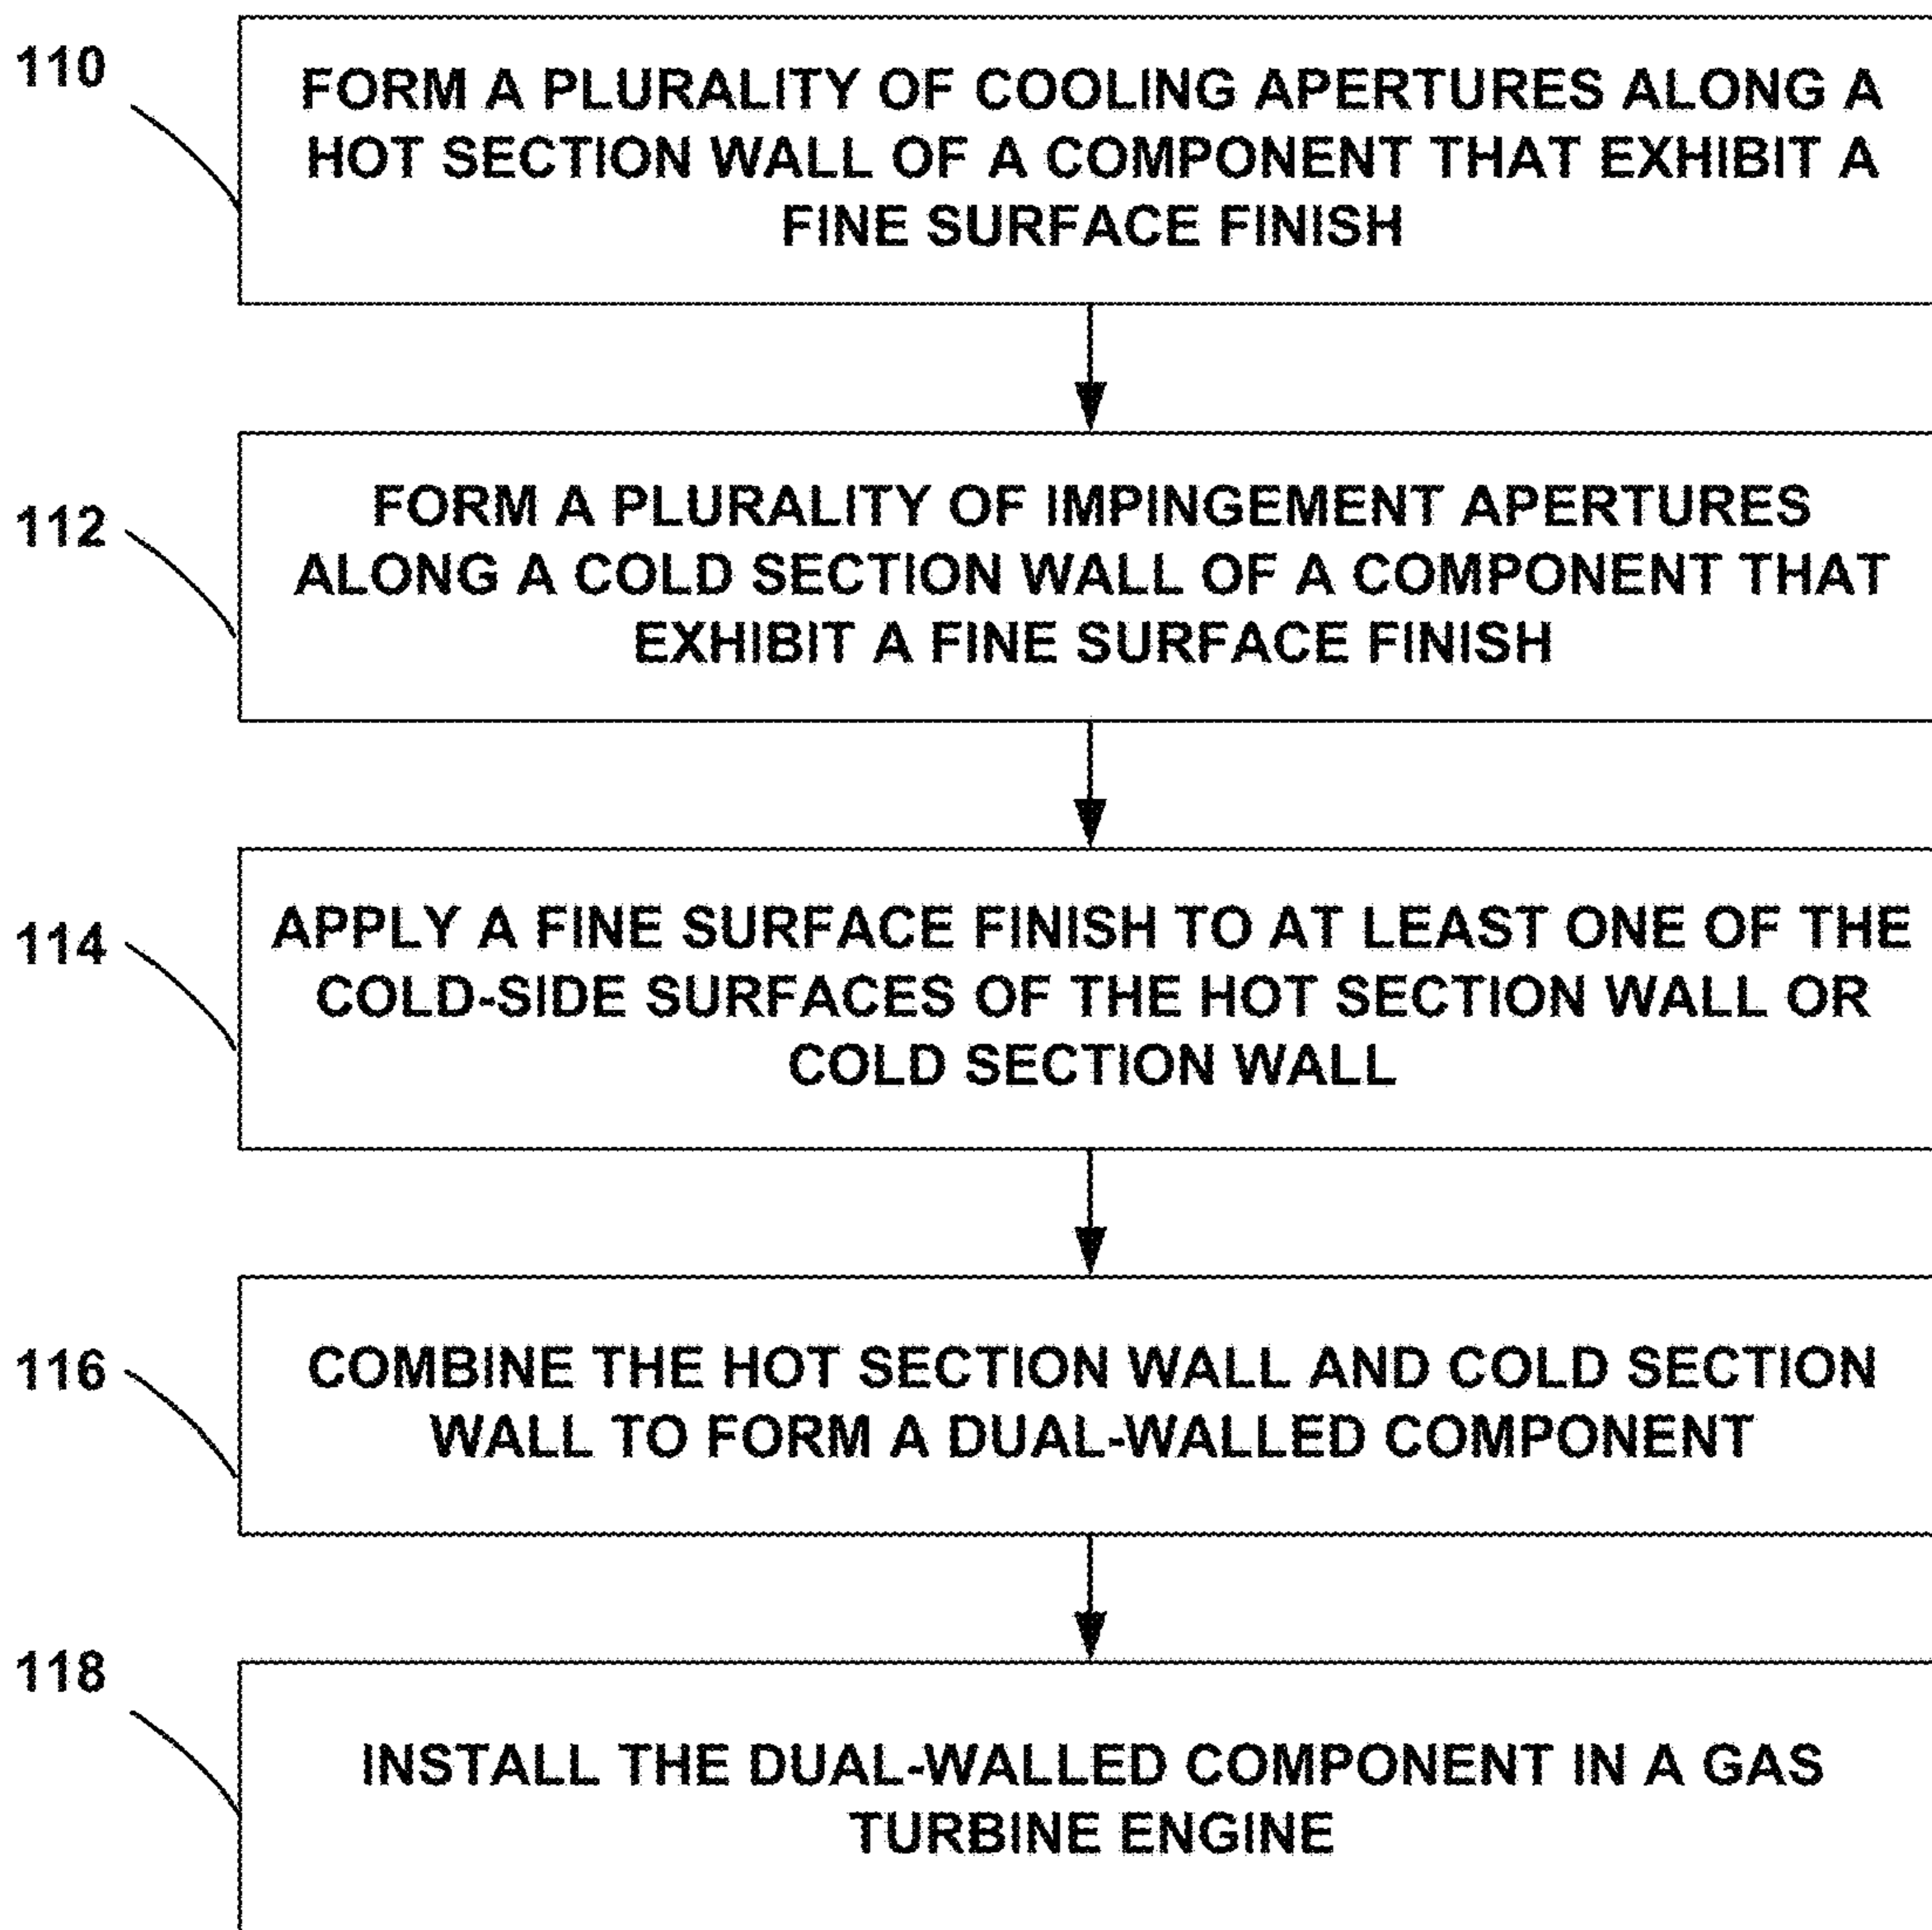 110
FORM A PLURALITY OF COOLING APERTURES ALONG A
HOT SECTION WALL OF A COMPONENT THAT EXHIBIT A
FINE SURFACE FINISH
112
FORM A PLURALITY OF IMPINGEMENT APERTURES
ALONG A COLD SECTION WALL OF A COMPONENT THAT
EXHIBIT A FINE SURFACE FINISH
114
APPLY A FINE SURFACE FINISH TO AT LEAST ONE OF THE
COLD-SIDE SURFACES OF THE HOT SECTION WALL OR
COLD SECTION WALL
116
COMBINE THE HOT SECTION WALL AND COLD SECTION
WALL TO FORM A DUAL-WALLED COMPONENT
118
INSTALL THE DUAL-WALLED COMPONENT IN A GAS
TURBINE ENGINE